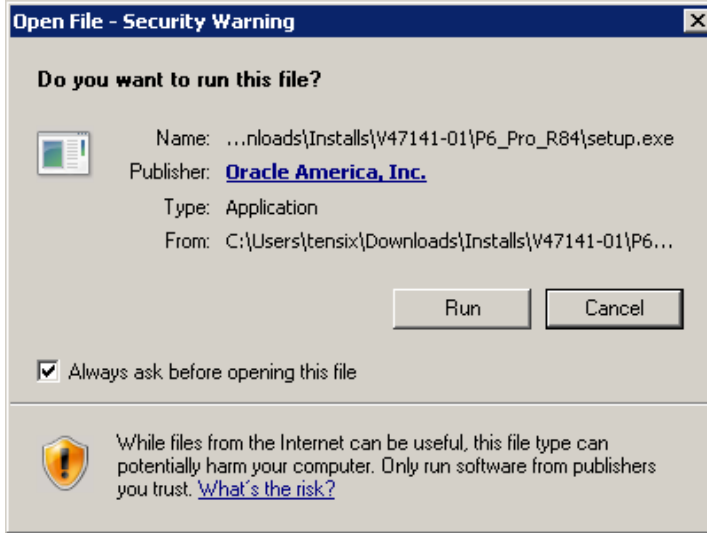 Open File - Security Warning
Do you want to run this file?
Name: ...nloads\Installs\V47141-01\P6_Pro_R84\setup.exe
Publisher: Oracle America, Inc.
Type: Application
From: C:\Users\tensix\Downloads\Installs\V47141-01\P6...
Run Cancel
Always ask before opening this file
While files from the Internet can be useful, this file type can
potentially harm your computer. Only run software from publishers
you trust. What's the risk?